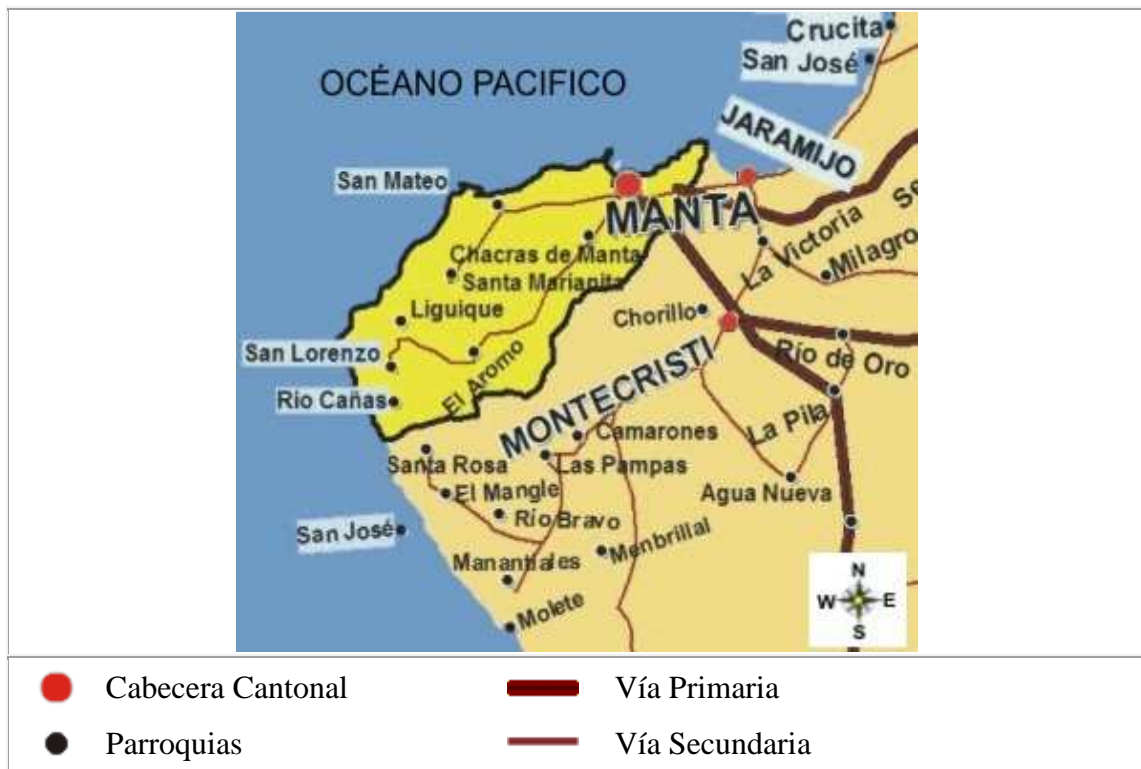 Crucita
San José
OCÉANO PACIFICO
JARAMIJO
San Mateo
MANTA
La Victoria
Se
Milagro
Chacras de Manta
Santa Marianita
Liguique
Chorillo
San Lorenzo
El Aromo
Río de Oro
Rio Cañas
MONTECRISTI
La Pila
Camarones
Santa Rosa
Las Pampas
El Mangle
Agua Nueva
Río Bravo
San José
Menbrillal
Manantiales
Molete
N
W E
S
Cabecera Cantonal Vía Primaria
Parroquias Vía Secundaria